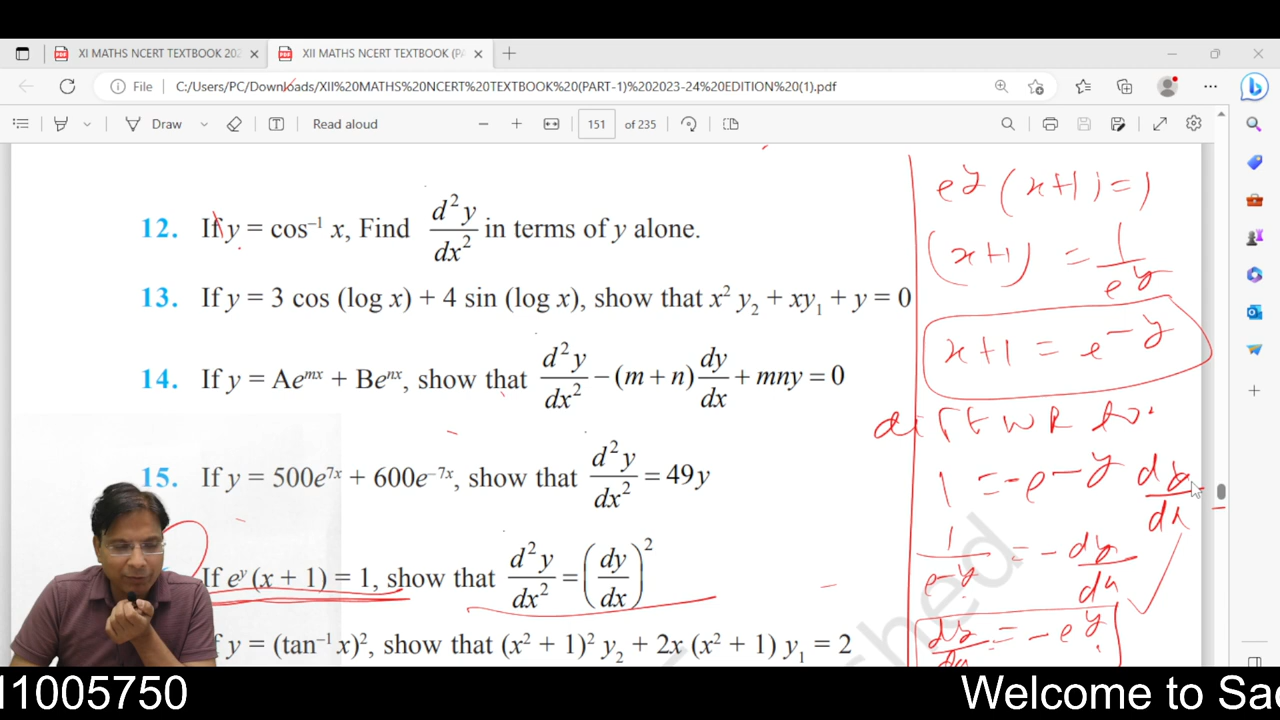 XI MATHS NCERT TEXTBOOK 202
XII MATHS NCERT TEXTBOOK (PA
File C:/Users/PC/Downloads/XII%20MATHS%20NCERT%20TEXTBOOK%20(PART-1)%202023-24%20EDITION%20(1).pdf
Draw Read aloud 151 of 235
12. If y = cos⁻¹ x, Find d²y/dx² in terms of y alone.
13. If y = 3 cos (log x) + 4 sin (log x), show that x² y₂ + xy₁ + y = 0
14. If y = Ae^mx + Be^nx, show that d²y/dx² − (m + n) dy/dx + mny = 0
15. If y = 500e^7x + 600e^−7x, show that d²y/dx² = 49y
If e^y (x + 1) = 1, show that d²y/dx² = (dy/dx)²
f y = (tan⁻¹ x)², show that (x² + 1)² y₂ + 2x (x² + 1) y₁ = 2
shed
e^y (x+1) = 1
(x+1) = 1/e^y
x+1 = e^−y
diff w R to
1 = −e^−y dy/dx
1/e^−y = − dy/dx
dy/dx = −e^y
11005750
Welcome to Sac